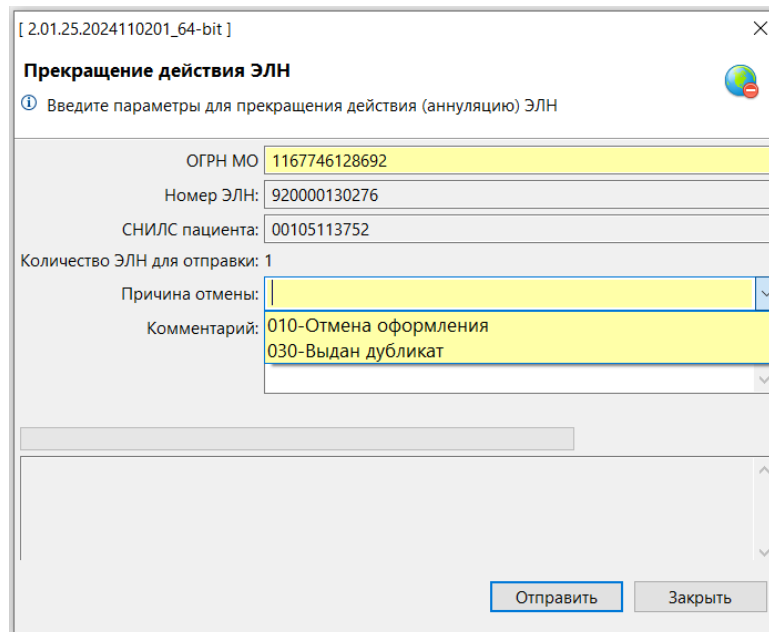 [ 2.01.25.2024110201_64-bit ]
Прекращение действия ЭЛН
Введите параметры для прекращения действия (аннуляцию) ЭЛН
ОГРН МО 1167746128692
Номер ЭЛН: 920000130276
СНИЛС пациента: 00105113752
Количество ЭЛН для отправки: 1
Причина отмены:
Комментарий: 010-Отмена оформления
030-Выдан дубликат
Отправить Закрыть